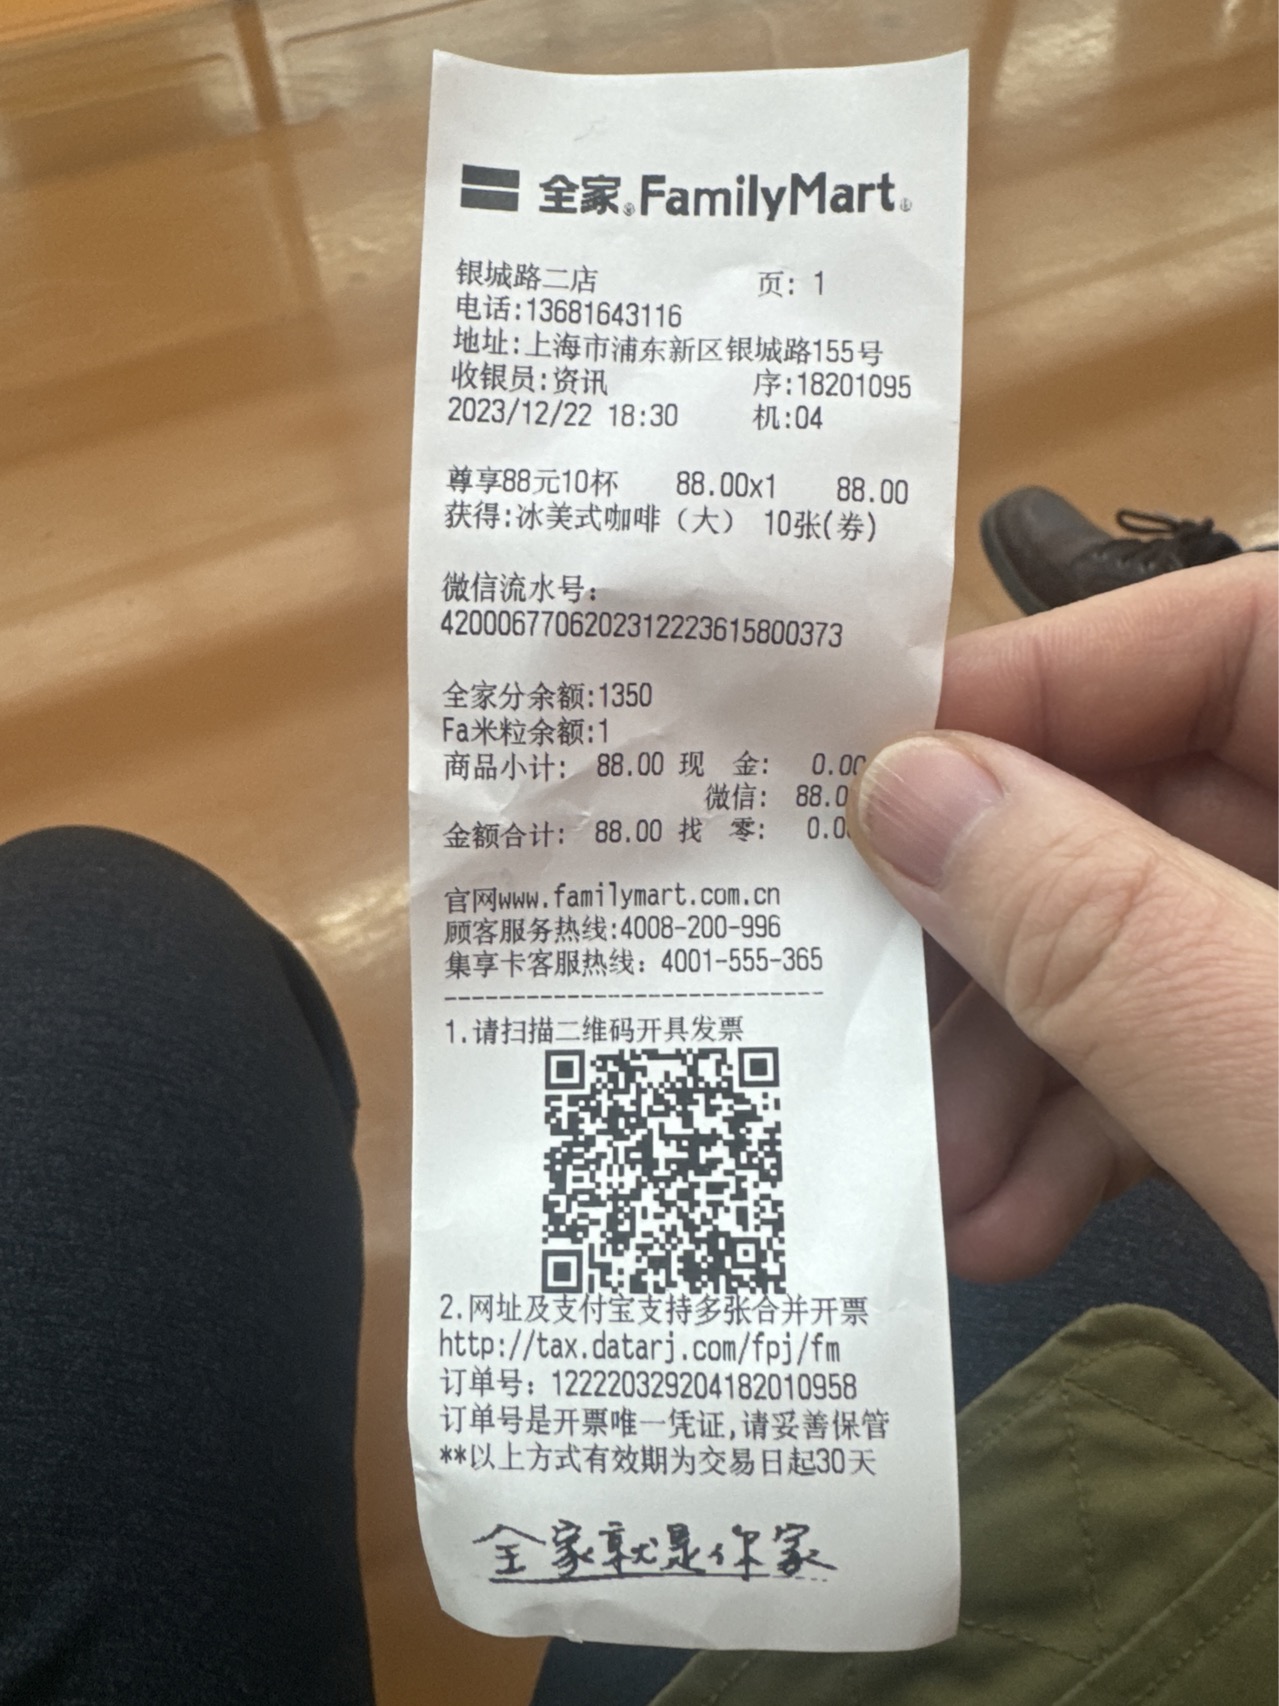 全家 FamilyMart
银城路二店 页: 1
电话:13681643116
地址:上海市浦东新区银城路155号
收银员:资讯 序:18201095
2023/12/22 18:30 机:04
尊享88元10杯 88.00x1 88.00
获得:冰美式咖啡（大） 10张(券)
微信流水号:
4200067706202312223615800373
全家分余额:1350
Fa米粒余额:1
商品小计: 88.00 现 金: 0.00
微信: 88.0
金额合计: 88.00 找 零: 0.0
官网www.familymart.com.cn
顾客服务热线:4008-200-996
集享卡客服热线: 4001-555-365
----------------------------
1.请扫描二维码开具发票
2.网址及支付宝支持多张合并开票
http://tax.datarj.com/fpj/fm
订单号: 122220329204182010958
订单号是开票唯一凭证,请妥善保管
**以上方式有效期为交易日起30天
全家就是你家